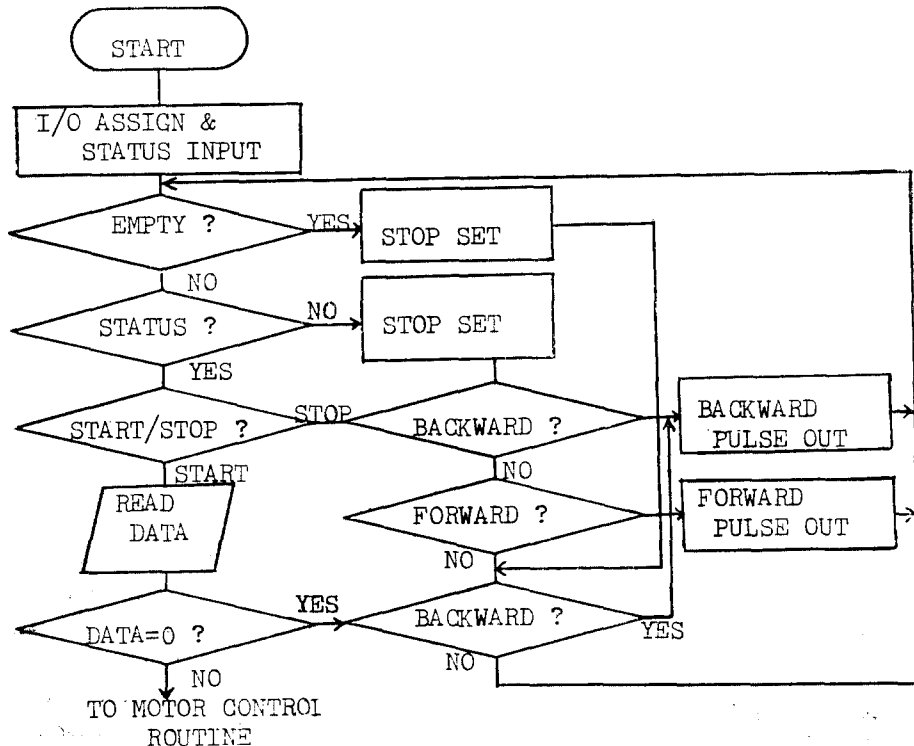 START
I/O ASSIGN &
STATUS INPUT
EMPTY ?
YES
STOP SET
NO
STATUS ?
NO
STOP SET
YES
START/STOP ?
STOP
BACKWARD ?
BACKWARD
PULSE OUT
START
NO
READ
DATA
FORWARD ?
FORWARD
PULSE OUT
NO
DATA=0 ?
YES
BACKWARD ?
YES
NO
NO
TO MOTOR CONTROL
ROUTINE